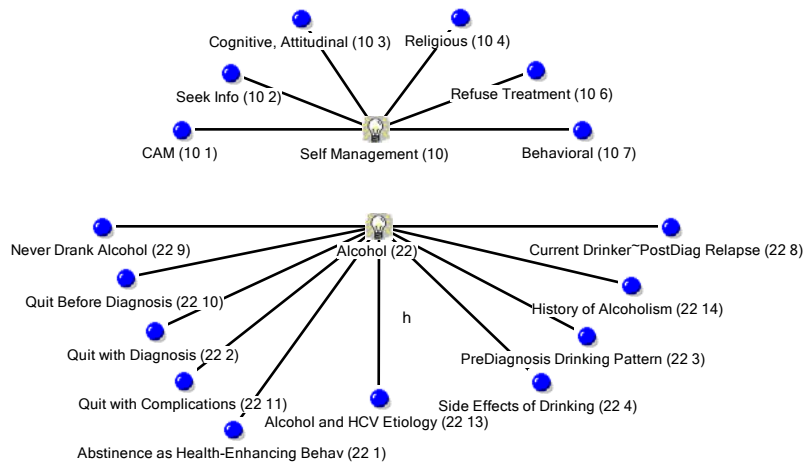 Cognitive, Attitudinal (10 3)
Religious (10 4)
Seek Info (10 2)
Refuse Treatment (10 6)
CAM (10 1)
Self Management (10)
Behavioral (10 7)
Never Drank Alcohol (22 9)
Alcohol (22)
Current Drinker~PostDiag Relapse (22 8)
Quit Before Diagnosis (22 10)
History of Alcoholism (22 14)
h
Quit with Diagnosis (22 2)
PreDiagnosis Drinking Pattern (22 3)
Quit with Complications (22 11)
Side Effects of Drinking (22 4)
Alcohol and HCV Etiology (22 13)
Abstinence as Health-Enhancing Behav (22 1)